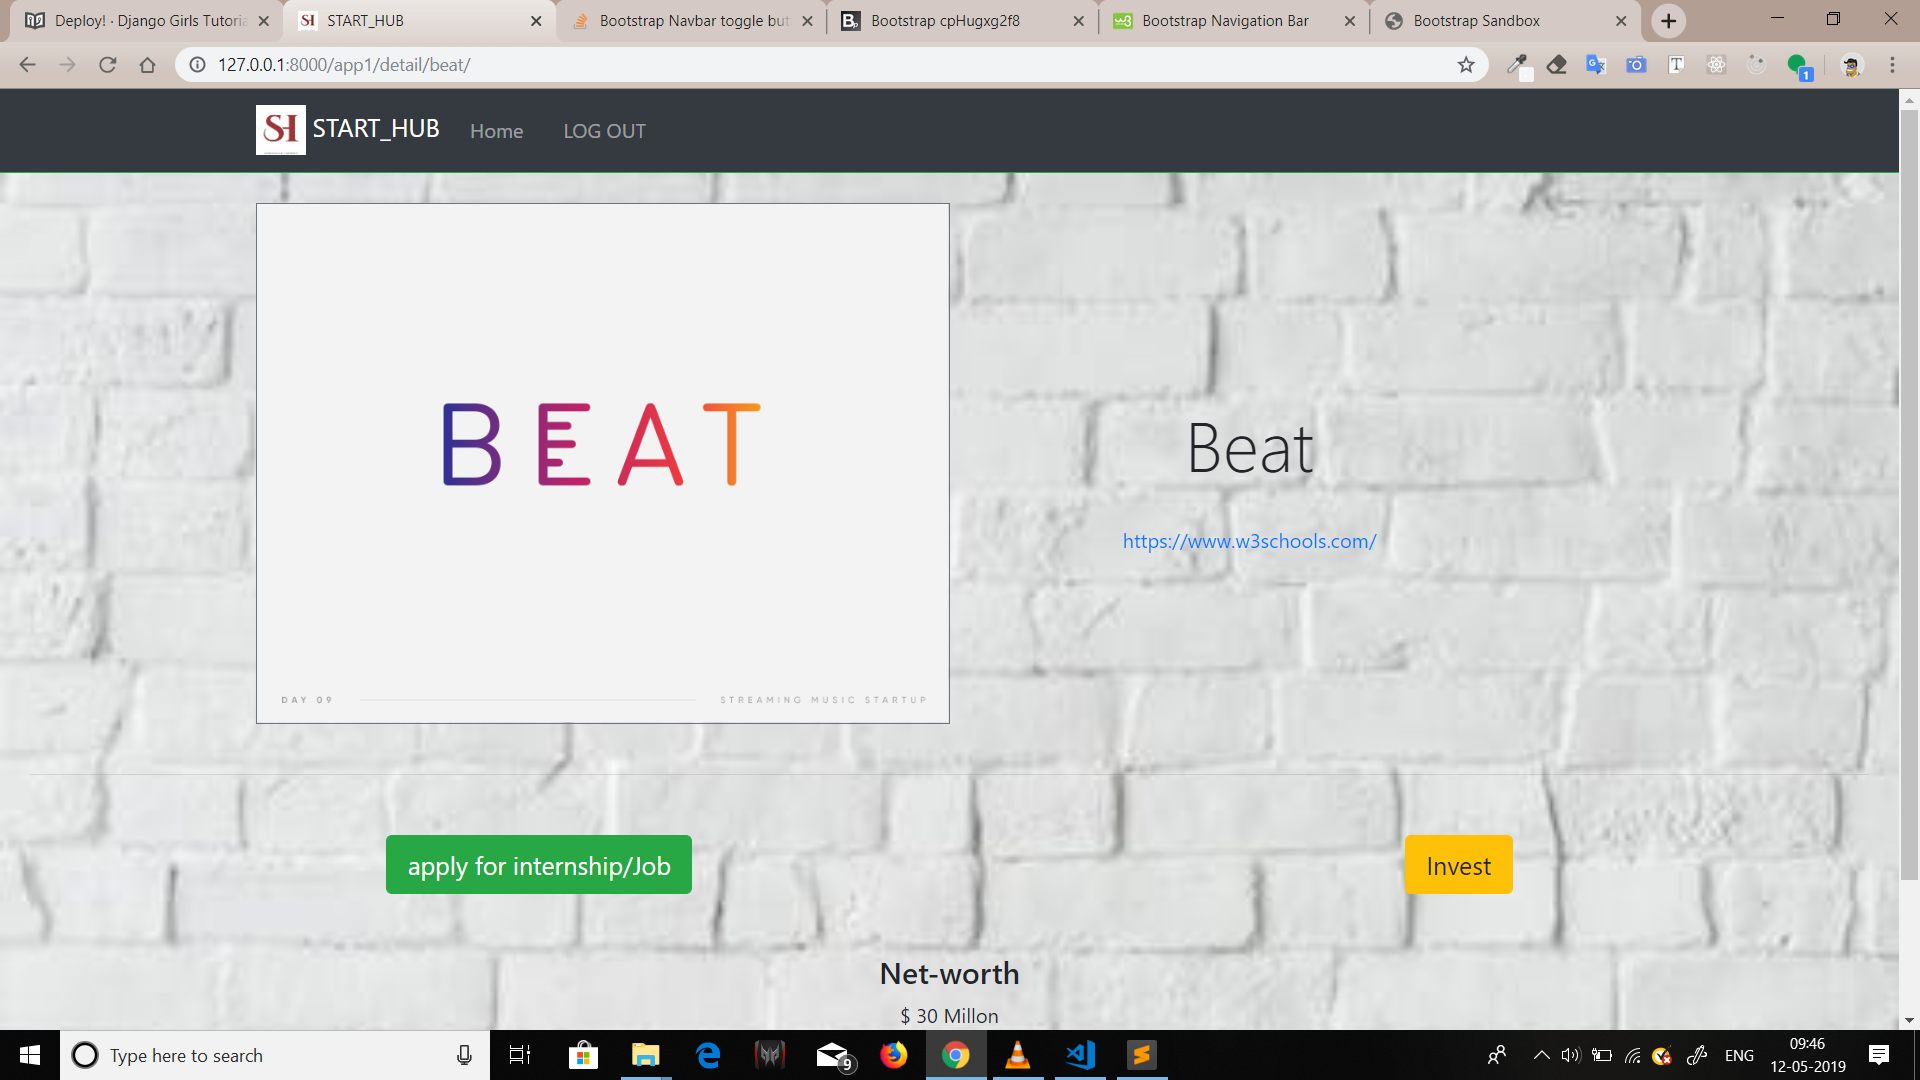 Deploy! · Django Girls Tutoria
START_HUB
Bootstrap Navbar toggle but
Bootstrap cpHugxg2f8
Bootstrap Navigation Bar
Bootstrap Sandbox
127.0.0.1:8000/app1/detail/beat/
SH START_HUB Home LOG OUT
BEAT
DAY 09
STREAMING MUSIC STARTUP
Beat
https://www.w3schools.com/
apply for internship/Job
Invest
Net-worth
$ 30 Millon
Type here to search
9
ENG
09:46
12-05-2019